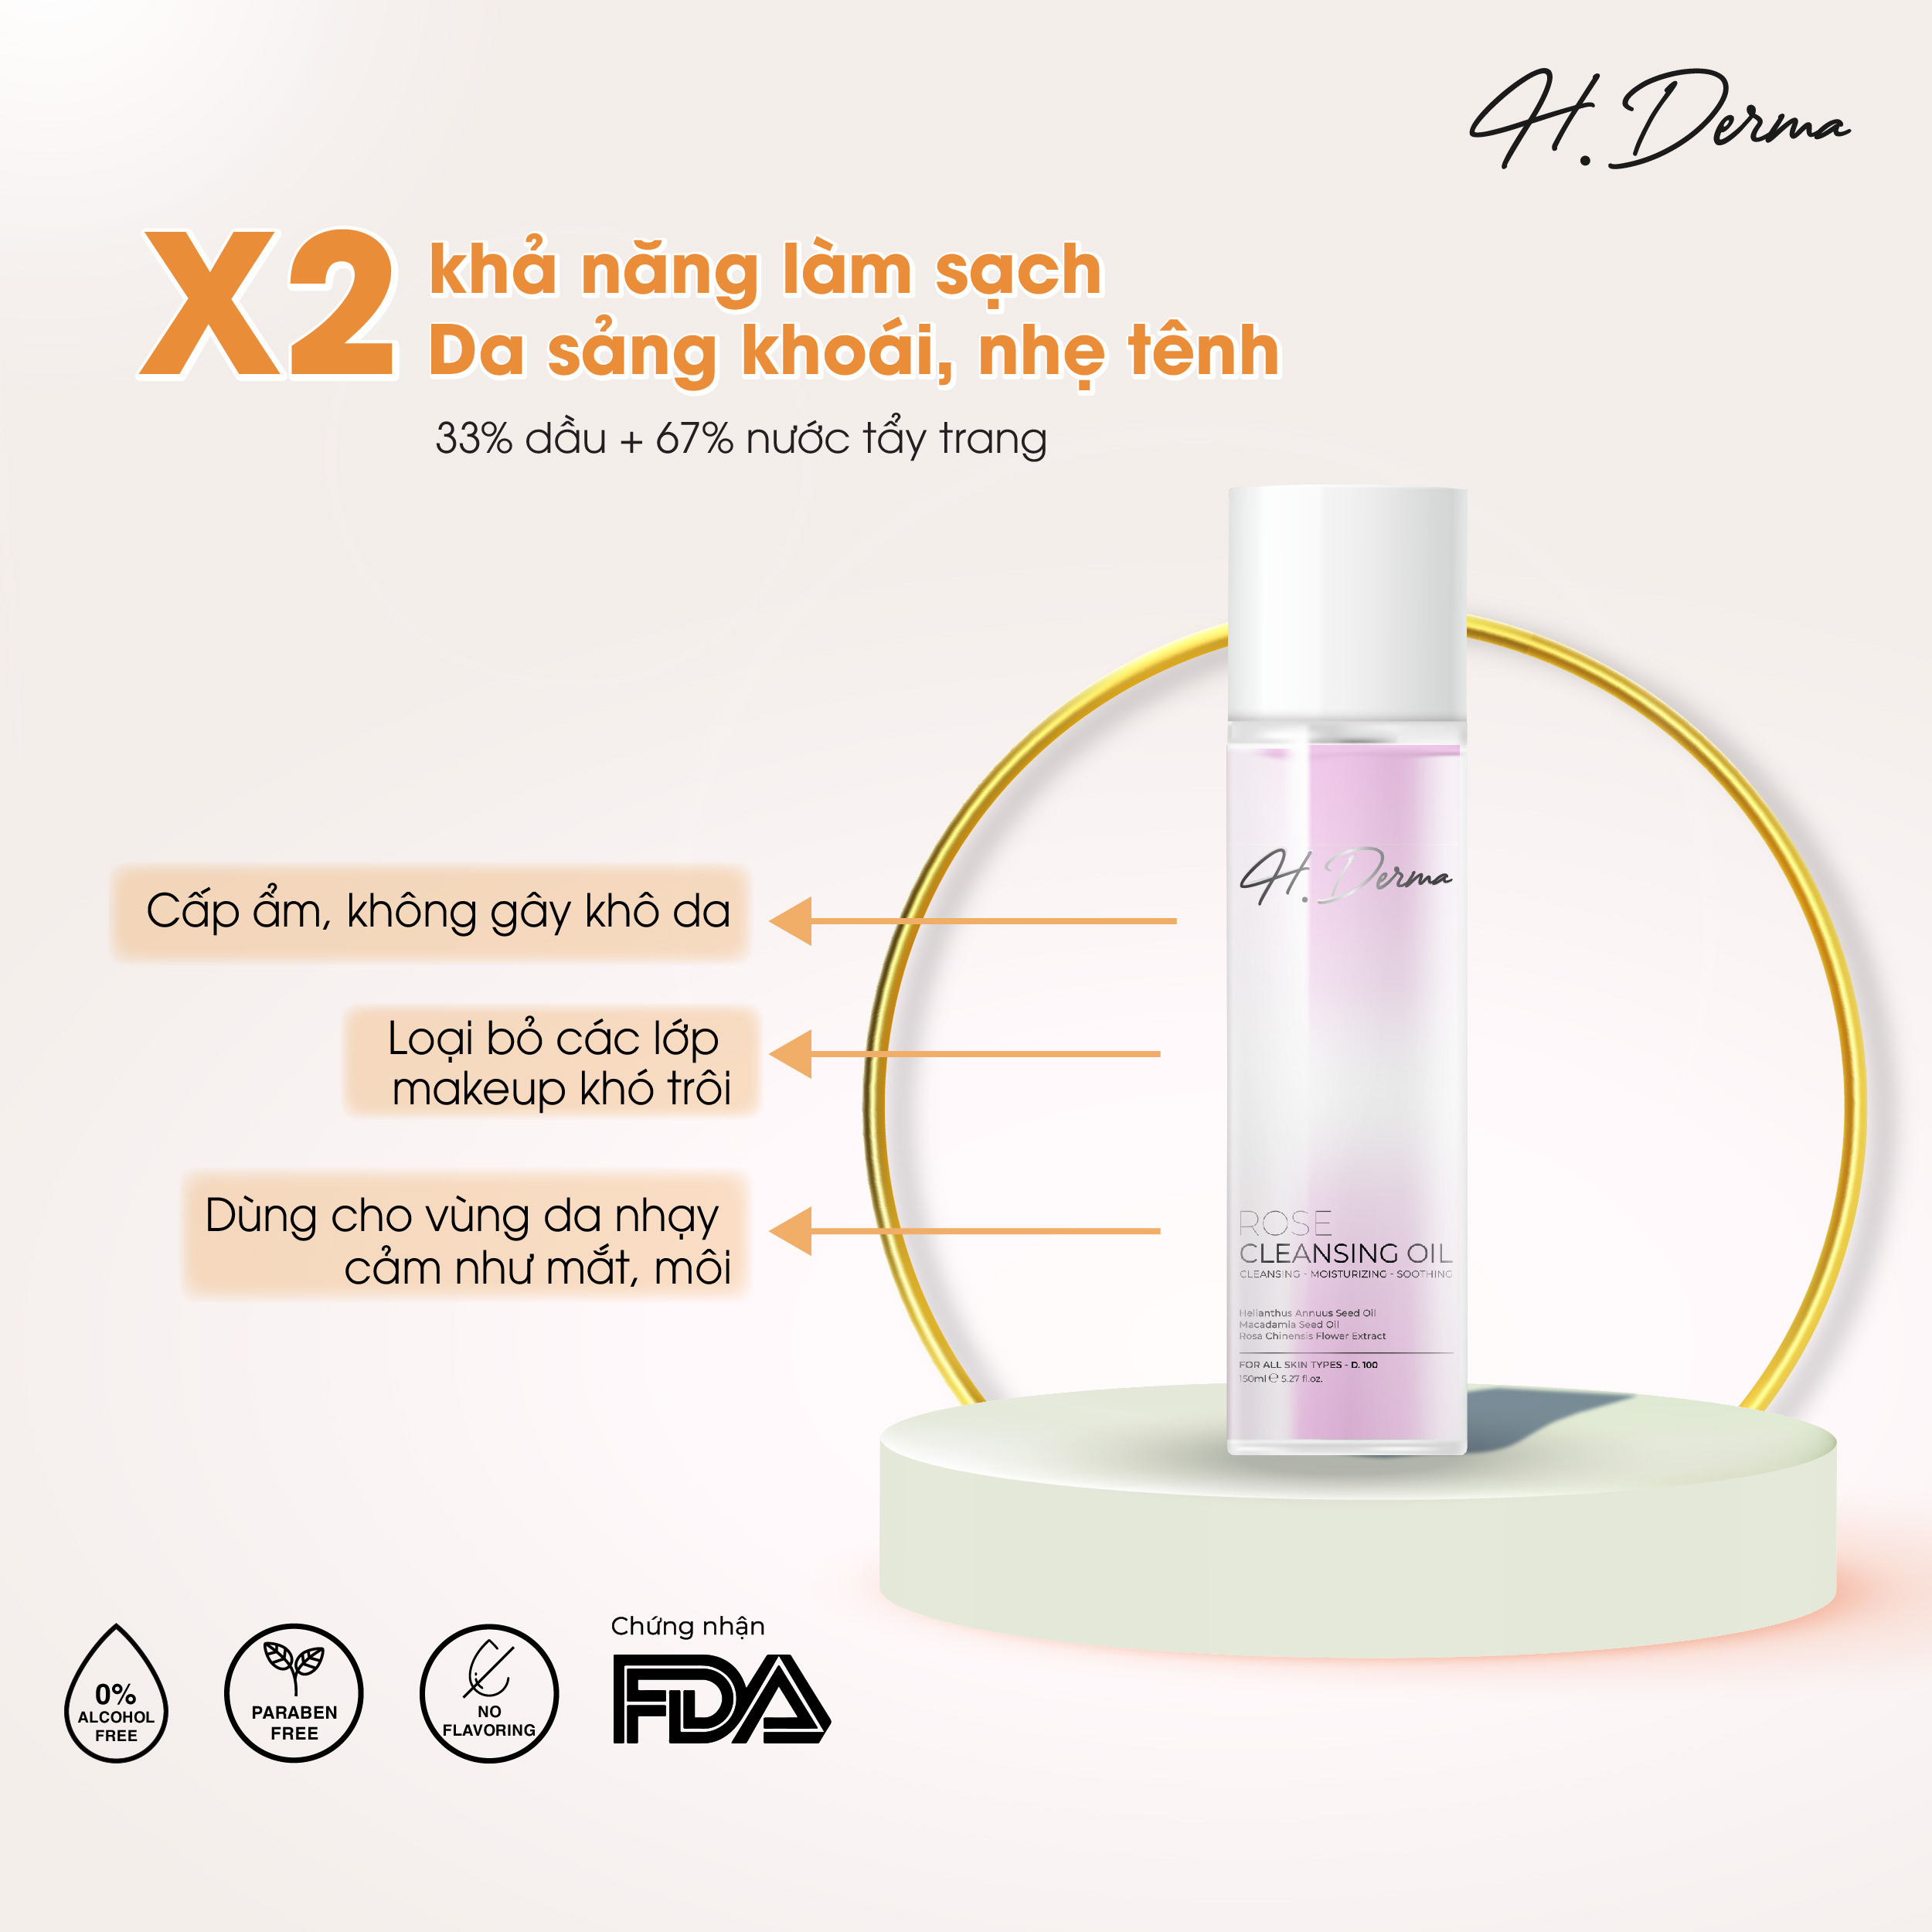 H. Derma
X2
khả năng làm sạch
Da sảng khoái, nhẹ tênh
33% dầu + 67% nước tẩy trang
Cấp ẩm, không gây khô da
Loại bỏ các lớp
makeup khó trôi
Dùng cho vùng da nhạy
cảm như mắt, môi
H. Derma
ROSE
CLEANSING OIL
CLEANSING - MOISTURIZING - SOOTHING
Helianthus Annuus Seed Oil
Macadamia Seed Oil
Rosa Chinensis Flower Extract
FOR ALL SKIN TYPES - D. 100
150ml ℮ 5.27 fl.oz.
0%
ALCOHOL
FREE
PARABEN
FREE
NO
FLAVORING
Chứng nhận
FDA